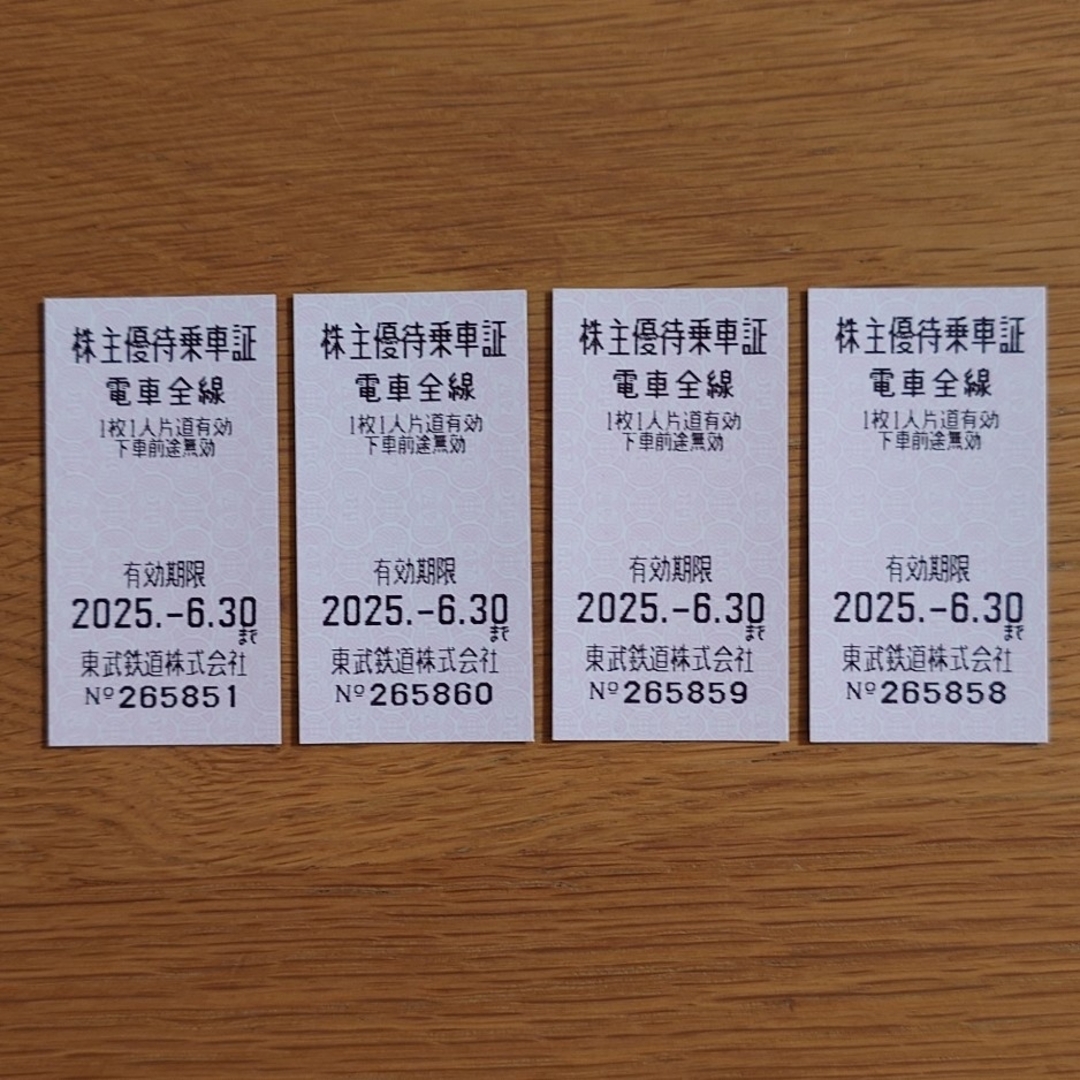 株主優待乗車証
電車全線
1枚1人片道有効
下車前途無効
有効期限
2025.-6.30
まで
東武鉄道株式会社
Nº265851
株主優待乗車証
電車全線
1枚1人片道有効
下車前途無効
有効期限
2025.-6.30
まで
東武鉄道株式会社
Nº265860
株主優待乗車証
電車全線
1枚1人片道有効
下車前途無効
有効期限
2025.-6.30
まで
東武鉄道株式会社
Nº265859
株主優待乗車証
電車全線
1枚1人片道有効
下車前途無効
有効期限
2025.-6.30
まで
東武鉄道株式会社
Nº265858